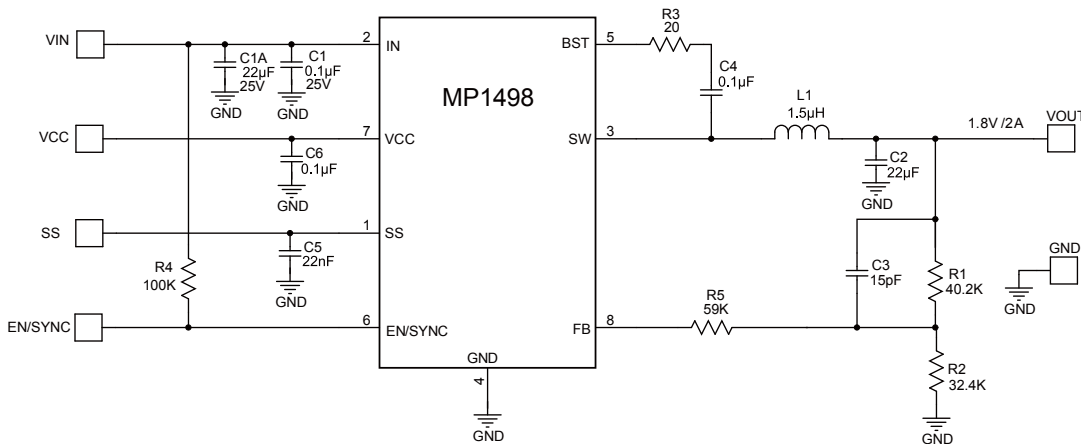 VIN
2
IN
C1A
22µF
25V
GND
C1
0.1µF
25V
GND
MP1498
BST
5
R3
20
C4
0.1µF
VCC
7
VCC
C6
0.1µF
GND
SW
3
L1
1.5µH
1.8V /2A
VOUT
C2
22µF
GND
SS
1
SS
C5
22nF
GND
R4
100K
C3
15pF
R1
40.2K
GND
GND
EN/SYNC
6
EN/SYNC
FB
8
R5
59K
GND
4
GND
R2
32.4K
GND